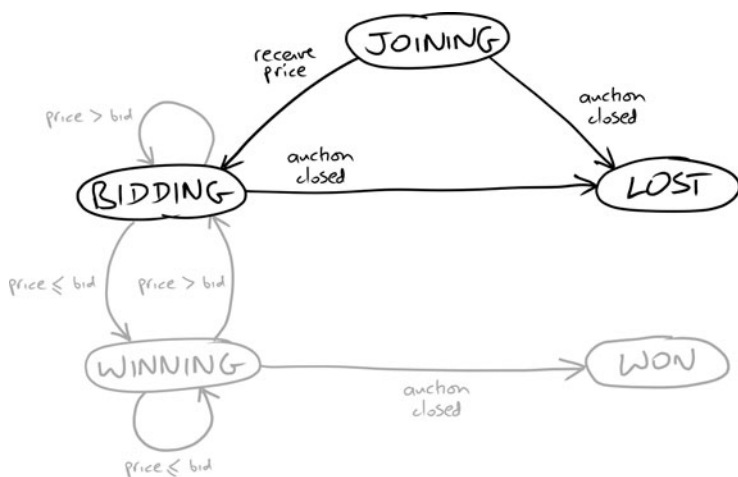 JOINING
receive
price
auction
closed
price > bid
auction
closed
BIDDING
LOST
price ≤ bid
price > bid
WINNING
WON
auction
closed
price ≤ bid